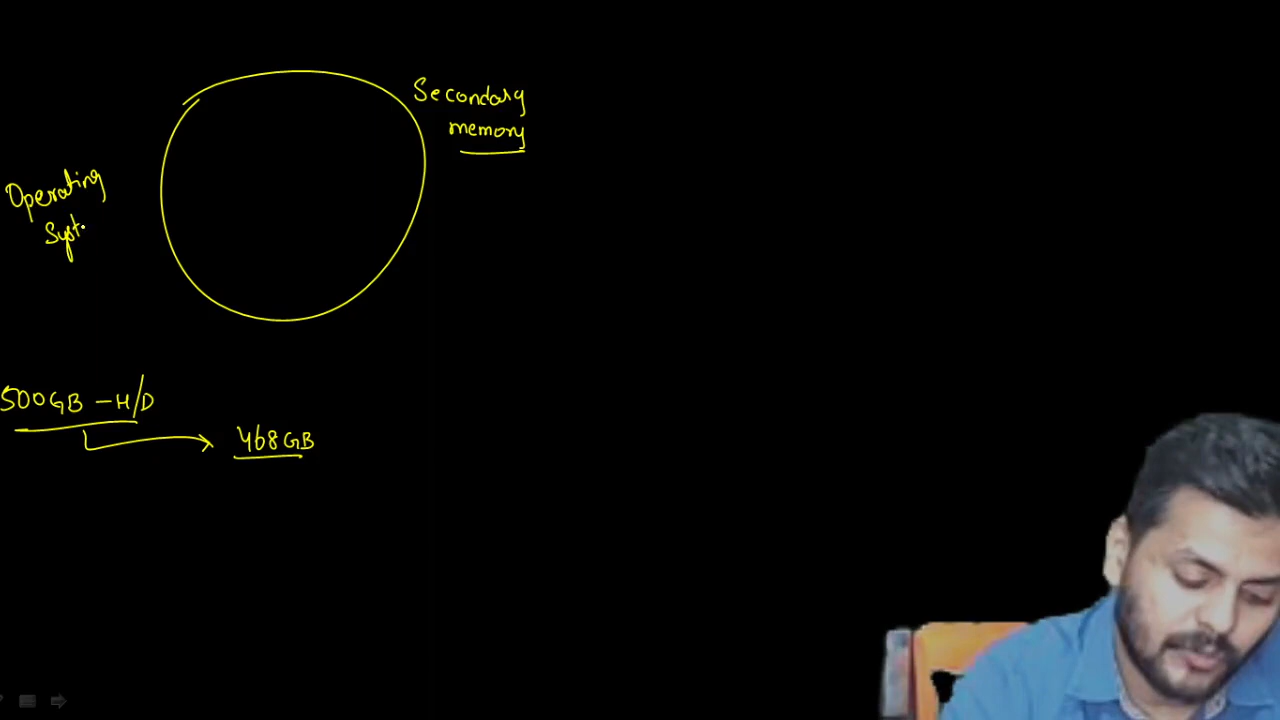 Secondary
memory
Operating
Syst.
500GB - H/D
468GB